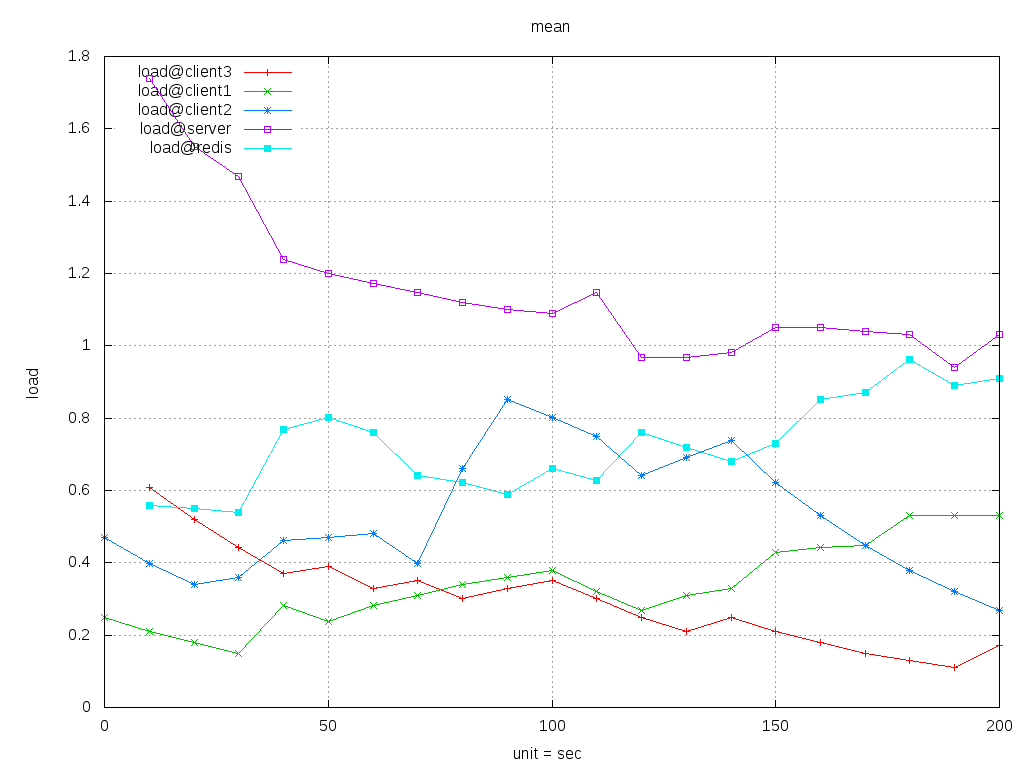 mean
1.8
1.6
1.4
1.2
1
0.8
0.6
0.4
0.2
0
load
load@client3
load@client1
load@client2
load@server
load@redis
0 50 100 150 200
unit = sec